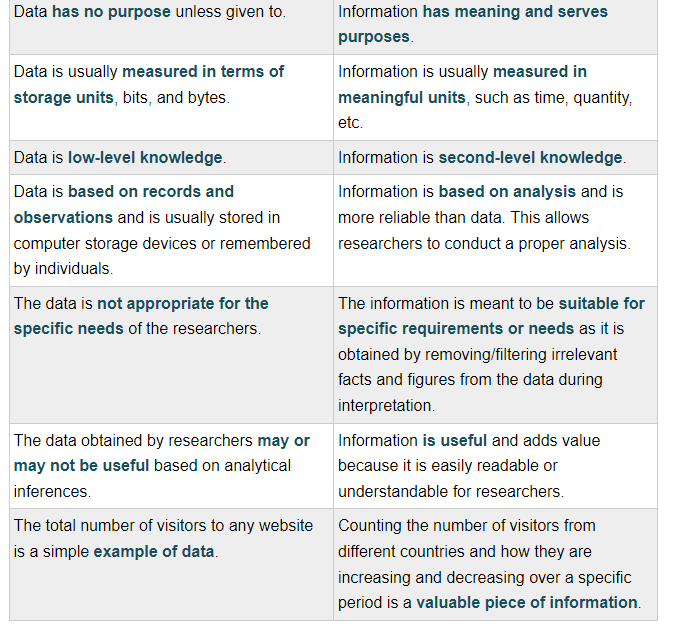 Data has no purpose unless given to.
Information has meaning and serves
purposes.
Data is usually measured in terms of
storage units, bits, and bytes.
Information is usually measured in
meaningful units, such as time, quantity,
etc.
Data is low-level knowledge.
Information is second-level knowledge.
Data is based on records and
observations and is usually stored in
computer storage devices or remembered
by individuals.
Information is based on analysis and is
more reliable than data. This allows
researchers to conduct a proper analysis.
The data is not appropriate for the
specific needs of the researchers.
The information is meant to be suitable for
specific requirements or needs as it is
obtained by removing/filtering irrelevant
facts and figures from the data during
interpretation.
The data obtained by researchers may or
may not be useful based on analytical
inferences.
Information is useful and adds value
because it is easily readable or
understandable for researchers.
The total number of visitors to any website
is a simple example of data.
Counting the number of visitors from
different countries and how they are
increasing and decreasing over a specific
period is a valuable piece of information.